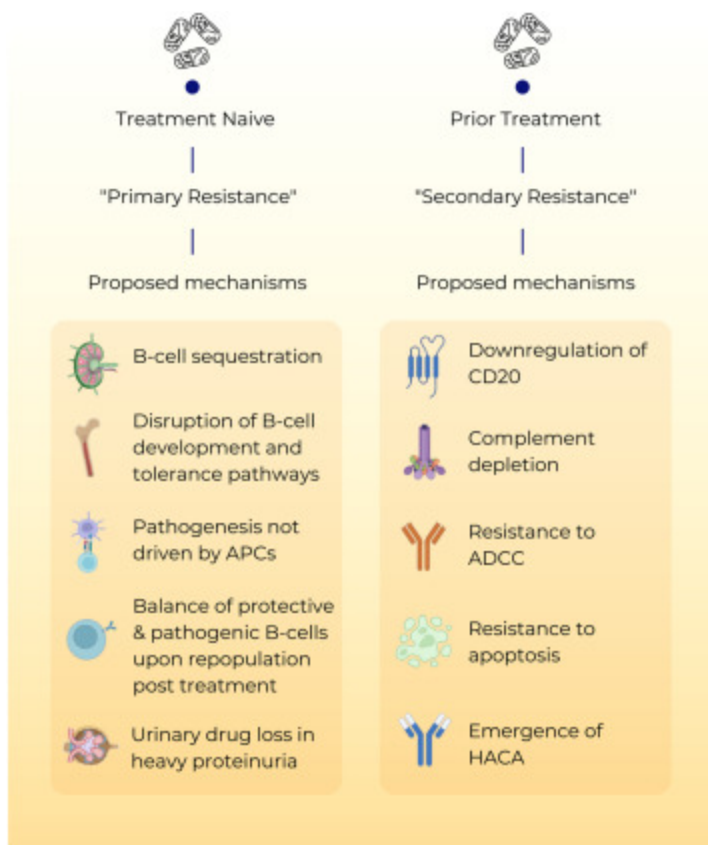 Treatment Naive
"Primary Resistance"
Proposed mechanisms
B-cell sequestration
Disruption of B-cell
development and
tolerance pathways
Pathogenesis not
driven by APCs
Balance of protective
& pathogenic B-cells
upon repopulation
post treatment
Urinary drug loss in
heavy proteinuria
Prior Treatment
"Secondary Resistance"
Proposed mechanisms
Downregulation of
CD20
Complement
depletion
Resistance to
ADCC
Resistance to
apoptosis
Emergence of
HACA